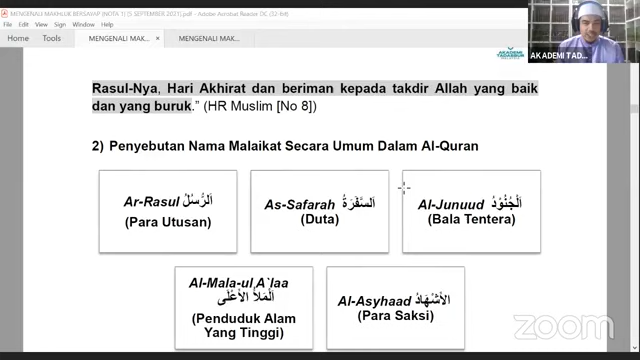 MENGENALI MAKHLUK BERSAYAP (NOTA 1) (5 SEPTEMBER 2021).pdf - Adobe Acrobat Reader DC (32-bit)
File Edit View Sign Window Help
Home Tools MENGENALI MAK... × MENGENALI MAK...
AKADEMI TADABBUR
AKADEMI TAD...
Rasul-Nya, Hari Akhirat dan beriman kepada takdir Allah yang baik
dan yang buruk.” (HR Muslim [No 8])
2) Penyebutan Nama Malaikat Secara Umum Dalam Al-Quran
Ar-Rasul اَلرُّسُلُ
(Para Utusan)
As-Safarah اَلسَّفَرَةُ
(Duta)
Al-Junuud اَلْجُنُوْدُ
(Bala Tentera)
Al-Mala-ul A`laa
اَلْمَلَأُ الأَعْلَى
(Penduduk Alam
Yang Tinggi)
Al-Asyhaad الأَشْهَادُ
(Para Saksi)
zoom